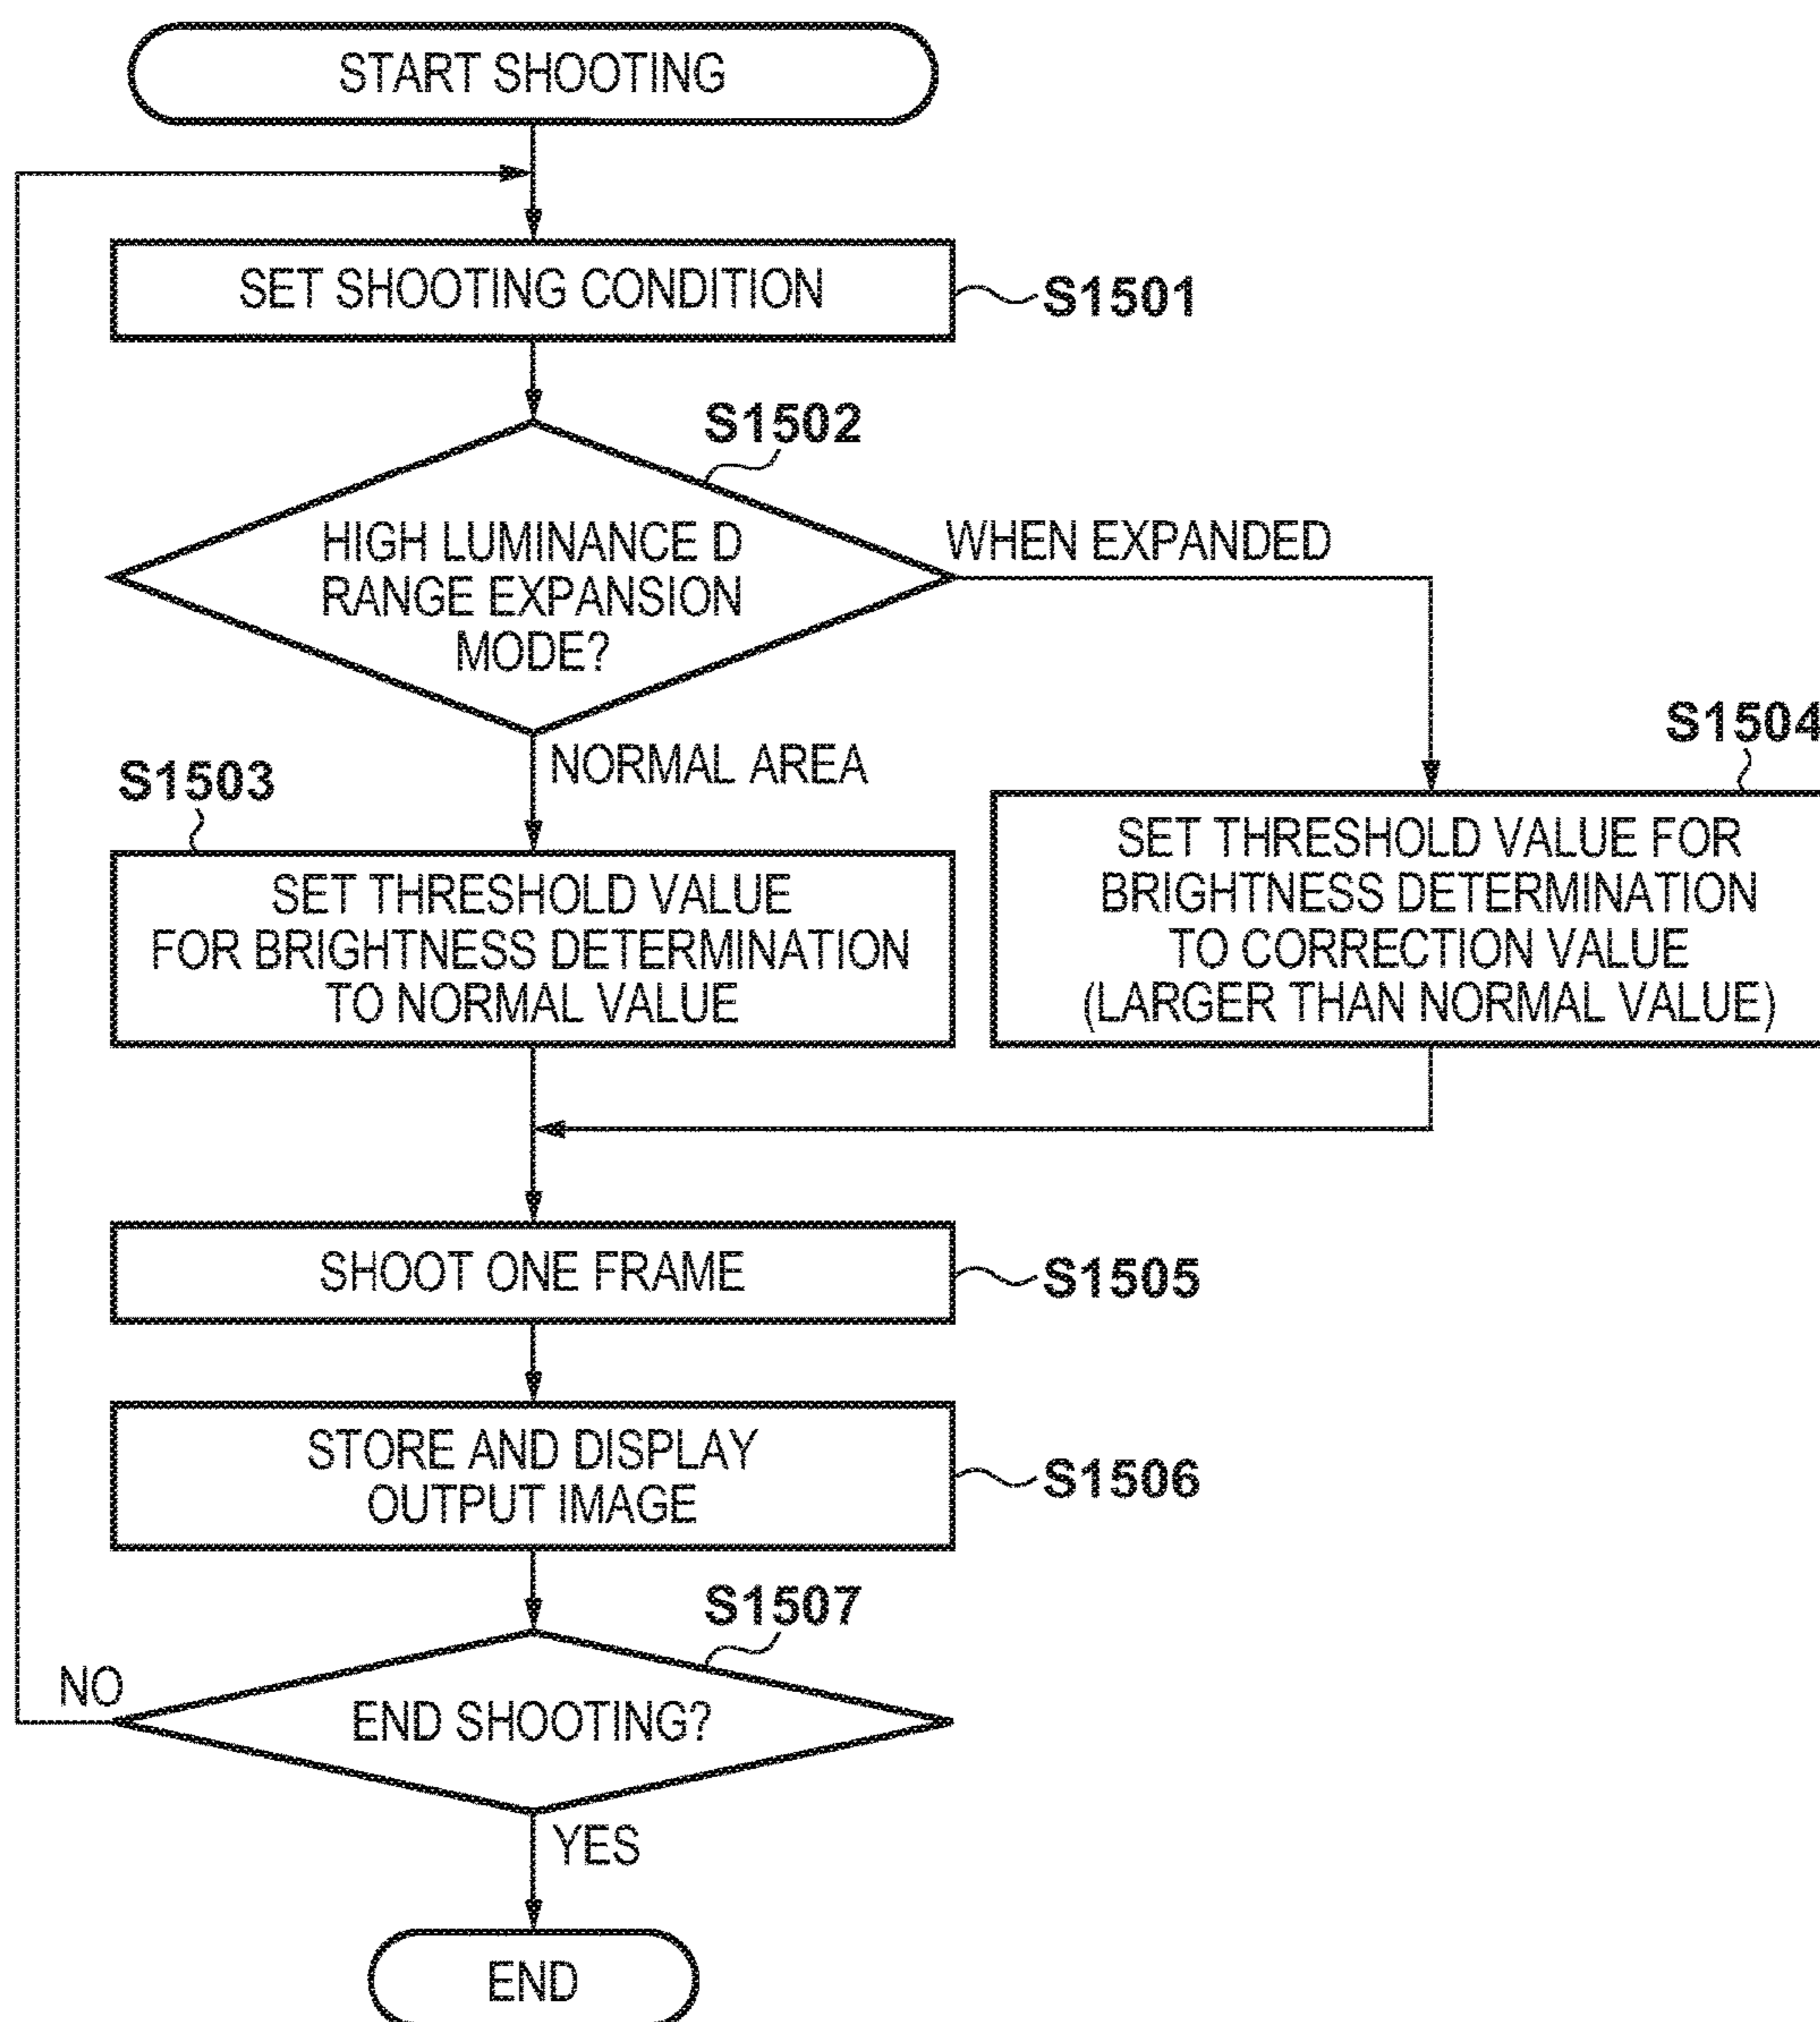 START SHOOTING
SET SHOOTING CONDITION
S1501
S1502
HIGH LUMINANCE D
RANGE EXPANSION
MODE?
WHEN EXPANDED
NORMAL AREA
S1503
SET THRESHOLD VALUE
FOR BRIGHTNESS DETERMINATION
TO NORMAL VALUE
S1504
SET THRESHOLD VALUE FOR
BRIGHTNESS DETERMINATION
TO CORRECTION VALUE
(LARGER THAN NORMAL VALUE)
SHOOT ONE FRAME
S1505
STORE AND DISPLAY
OUTPUT IMAGE
S1506
S1507
END SHOOTING?
NO
YES
END